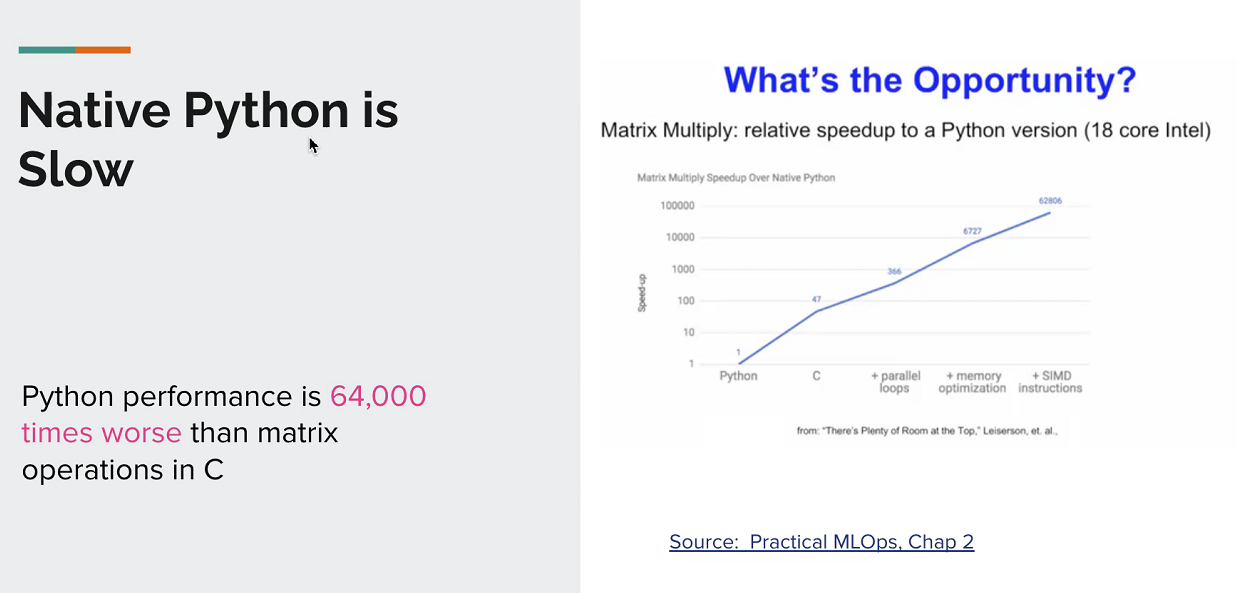 Native Python is
Slow
Python performance is 64,000
times worse than matrix
operations in C
What's the Opportunity?
Matrix Multiply: relative speedup to a Python version (18 core Intel)
Matrix Multiply Speedup Over Native Python
Speed-up
100000
10000
1000
100
10
1
1
47
366
6727
62806
Python
C
+ parallel
loops
+ memory
optimization
+ SIMD
instructions
from: "There's Plenty of Room at the Top," Leiserson, et. al.,
Source: Practical MLOps, Chap 2